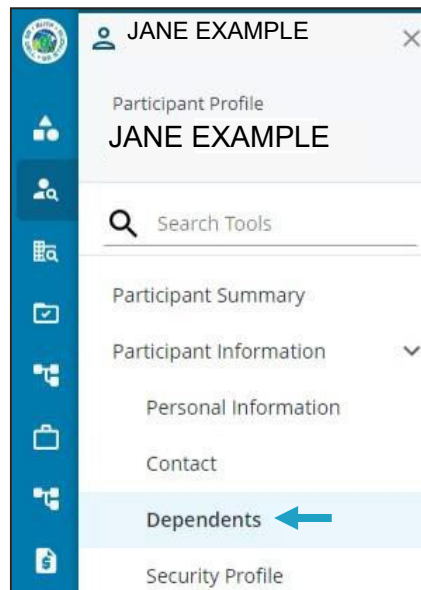 JANE EXAMPLE
Participant Profile
JANE EXAMPLE
Search Tools
Participant Summary
Participant Information
Personal Information
Contact
Dependents
Security Profile